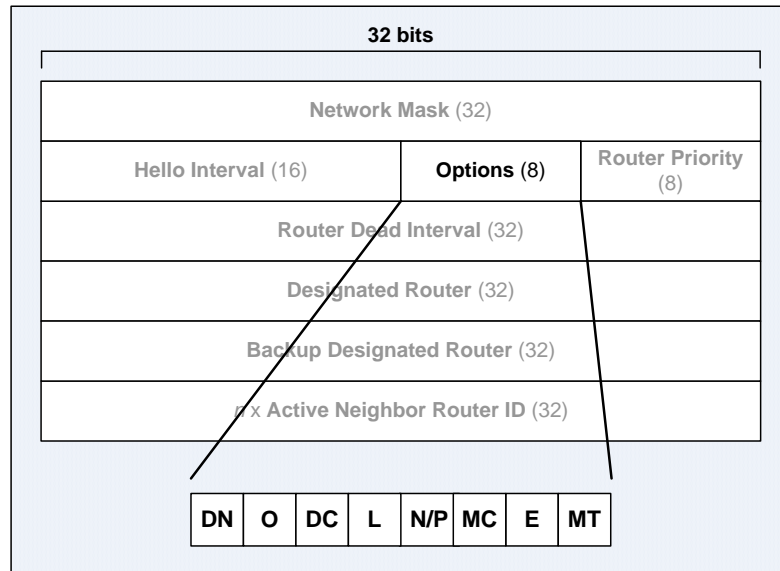 32 bits
Network Mask (32)
Hello Interval (16) Options (8) Router Priority
(8)
Router Dead Interval (32)
Designated Router (32)
Backup Designated Router (32)
n x Active Neighbor Router ID (32)
DN O DC L N/P MC E MT